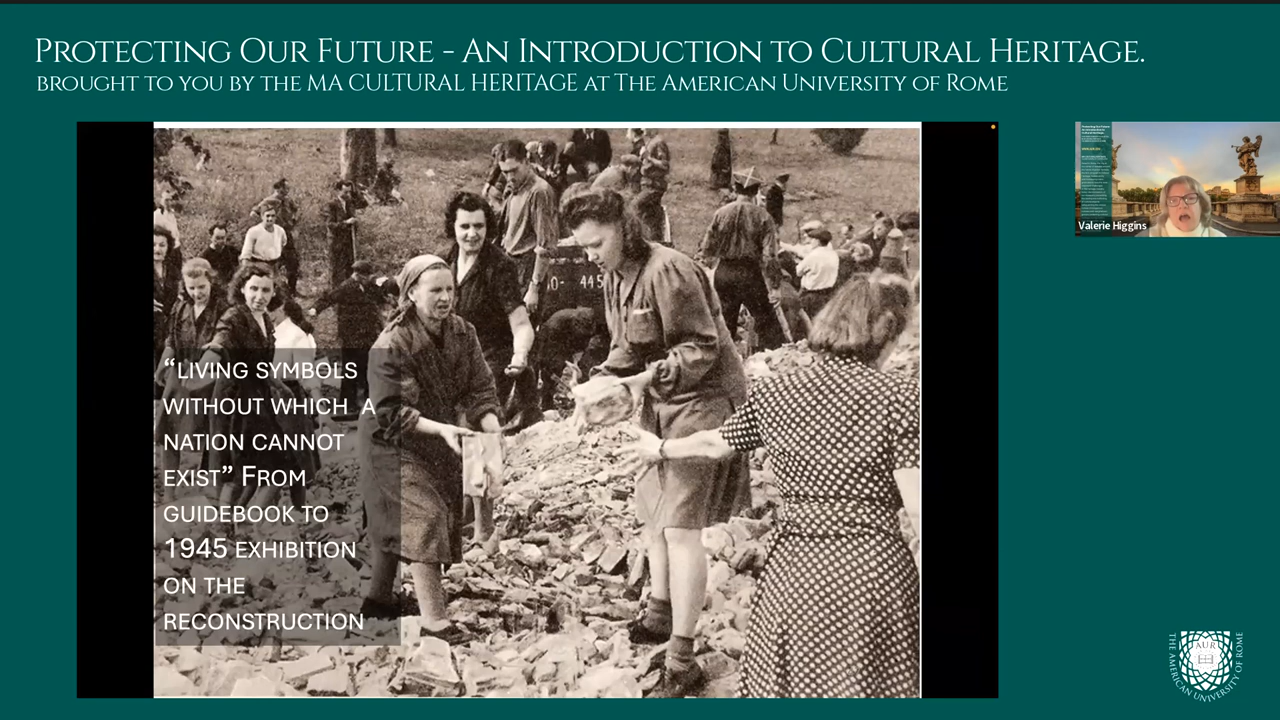 PROTECTING OUR FUTURE - AN INTRODUCTION TO CULTURAL HERITAGE.
BROUGHT TO YOU BY THE MA CULTURAL HERITAGE AT THE AMERICAN UNIVERSITY OF ROME
445
“LIVING SYMBOLS
WITHOUT WHICH A
NATION CANNOT
EXIST” FROM
GUIDEBOOK TO
1945 EXHIBITION
ON THE
RECONSTRUCTION
Valerie Higgins
AUR
THE AMERICAN UNIVERSITY OF ROME